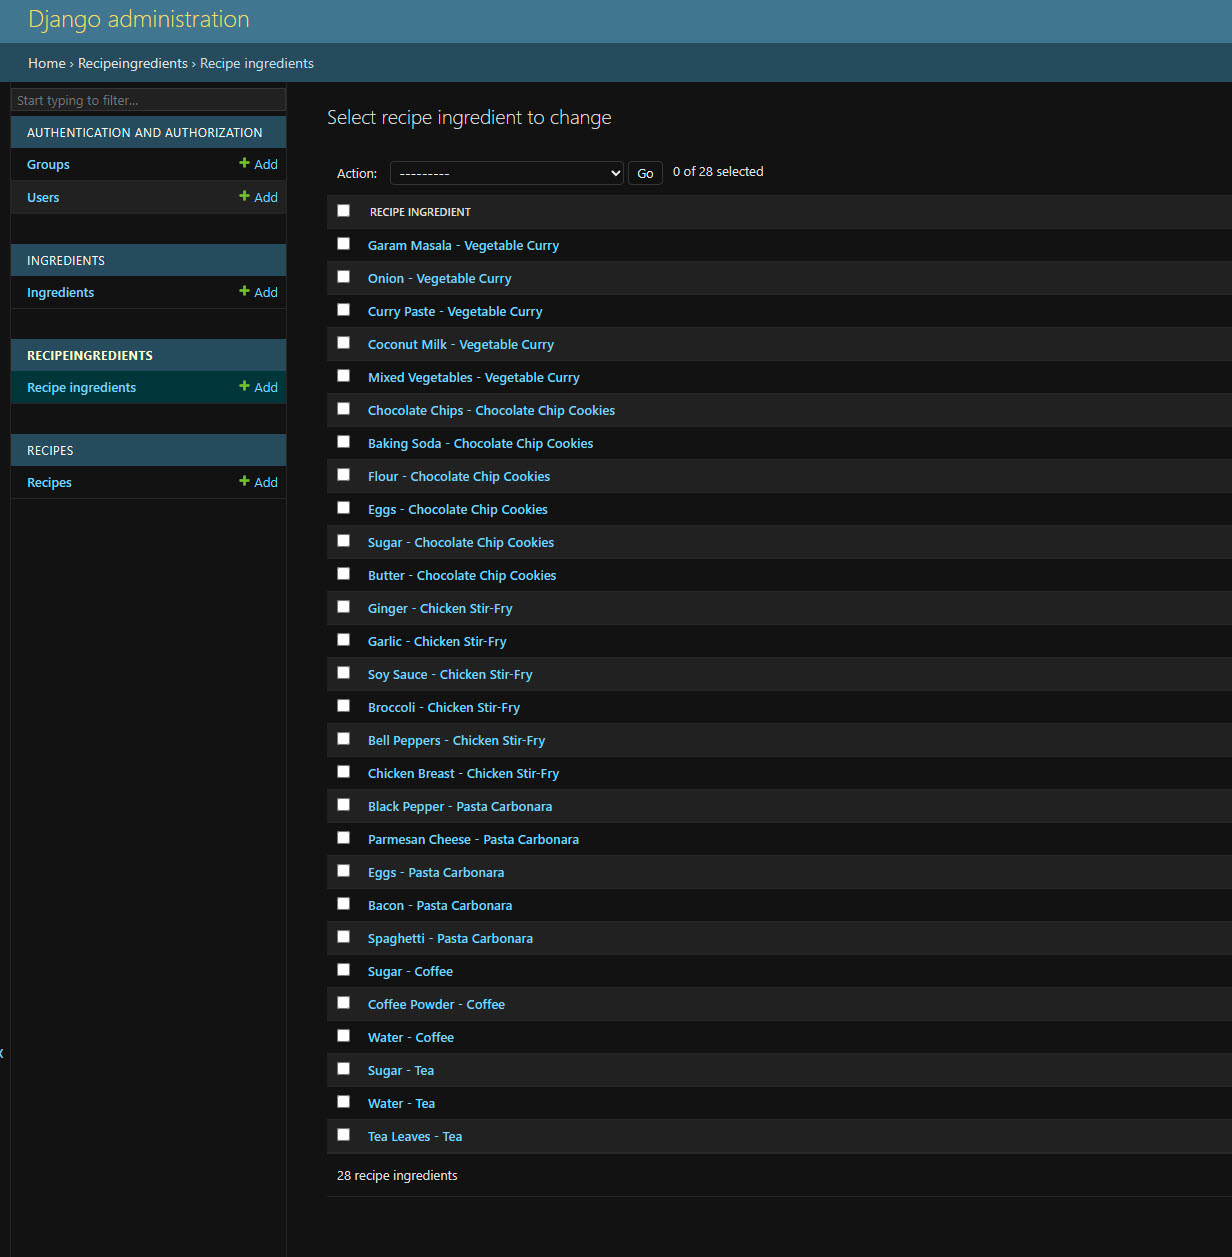 Django administration
Home › Recipeingredients › Recipe ingredients
Start typing to filter...
AUTHENTICATION AND AUTHORIZATION
Groups + Add
Users + Add
INGREDIENTS
Ingredients + Add
RECIPEINGREDIENTS
Recipe ingredients + Add
RECIPES
Recipes + Add
Select recipe ingredient to change
Action: --------- Go 0 of 28 selected
RECIPE INGREDIENT
Garam Masala - Vegetable Curry
Onion - Vegetable Curry
Curry Paste - Vegetable Curry
Coconut Milk - Vegetable Curry
Mixed Vegetables - Vegetable Curry
Chocolate Chips - Chocolate Chip Cookies
Baking Soda - Chocolate Chip Cookies
Flour - Chocolate Chip Cookies
Eggs - Chocolate Chip Cookies
Sugar - Chocolate Chip Cookies
Butter - Chocolate Chip Cookies
Ginger - Chicken Stir-Fry
Garlic - Chicken Stir-Fry
Soy Sauce - Chicken Stir-Fry
Broccoli - Chicken Stir-Fry
Bell Peppers - Chicken Stir-Fry
Chicken Breast - Chicken Stir-Fry
Black Pepper - Pasta Carbonara
Parmesan Cheese - Pasta Carbonara
Eggs - Pasta Carbonara
Bacon - Pasta Carbonara
Spaghetti - Pasta Carbonara
Sugar - Coffee
Coffee Powder - Coffee
Water - Coffee
Sugar - Tea
Water - Tea
Tea Leaves - Tea
28 recipe ingredients